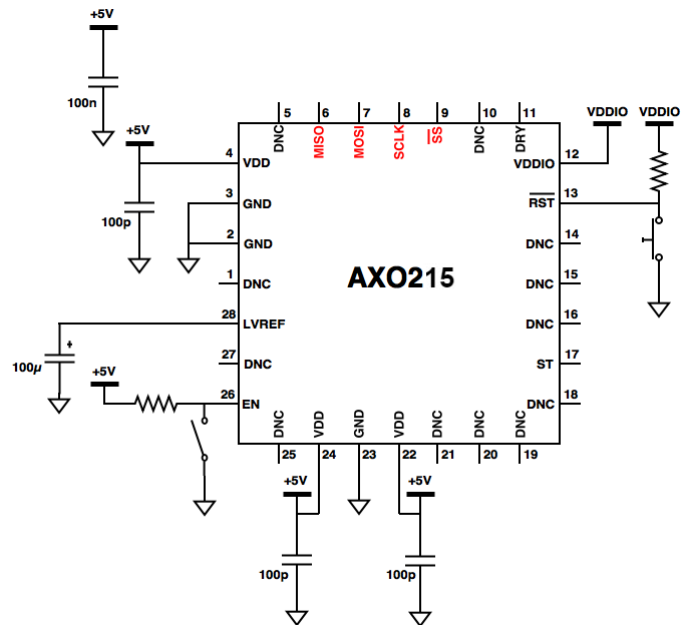 +5V
100n
+5V
100p
5 6 7 8 9 10 11
DNC MISO MOSI SCLK SS DNC DRY
VDDIO VDDIO
4 VDD
VDDIO 12
3 GND
RST 13
2 GND
DNC 14
1 DNC
AXO215
DNC 15
28 LVREF
DNC 16
+
100µ
27 DNC
ST 17
+5V
26 EN
DNC 18
DNC VDD GND VDD DNC DNC DNC
25 24 23 22 21 20 19
+5V +5V
100p 100p